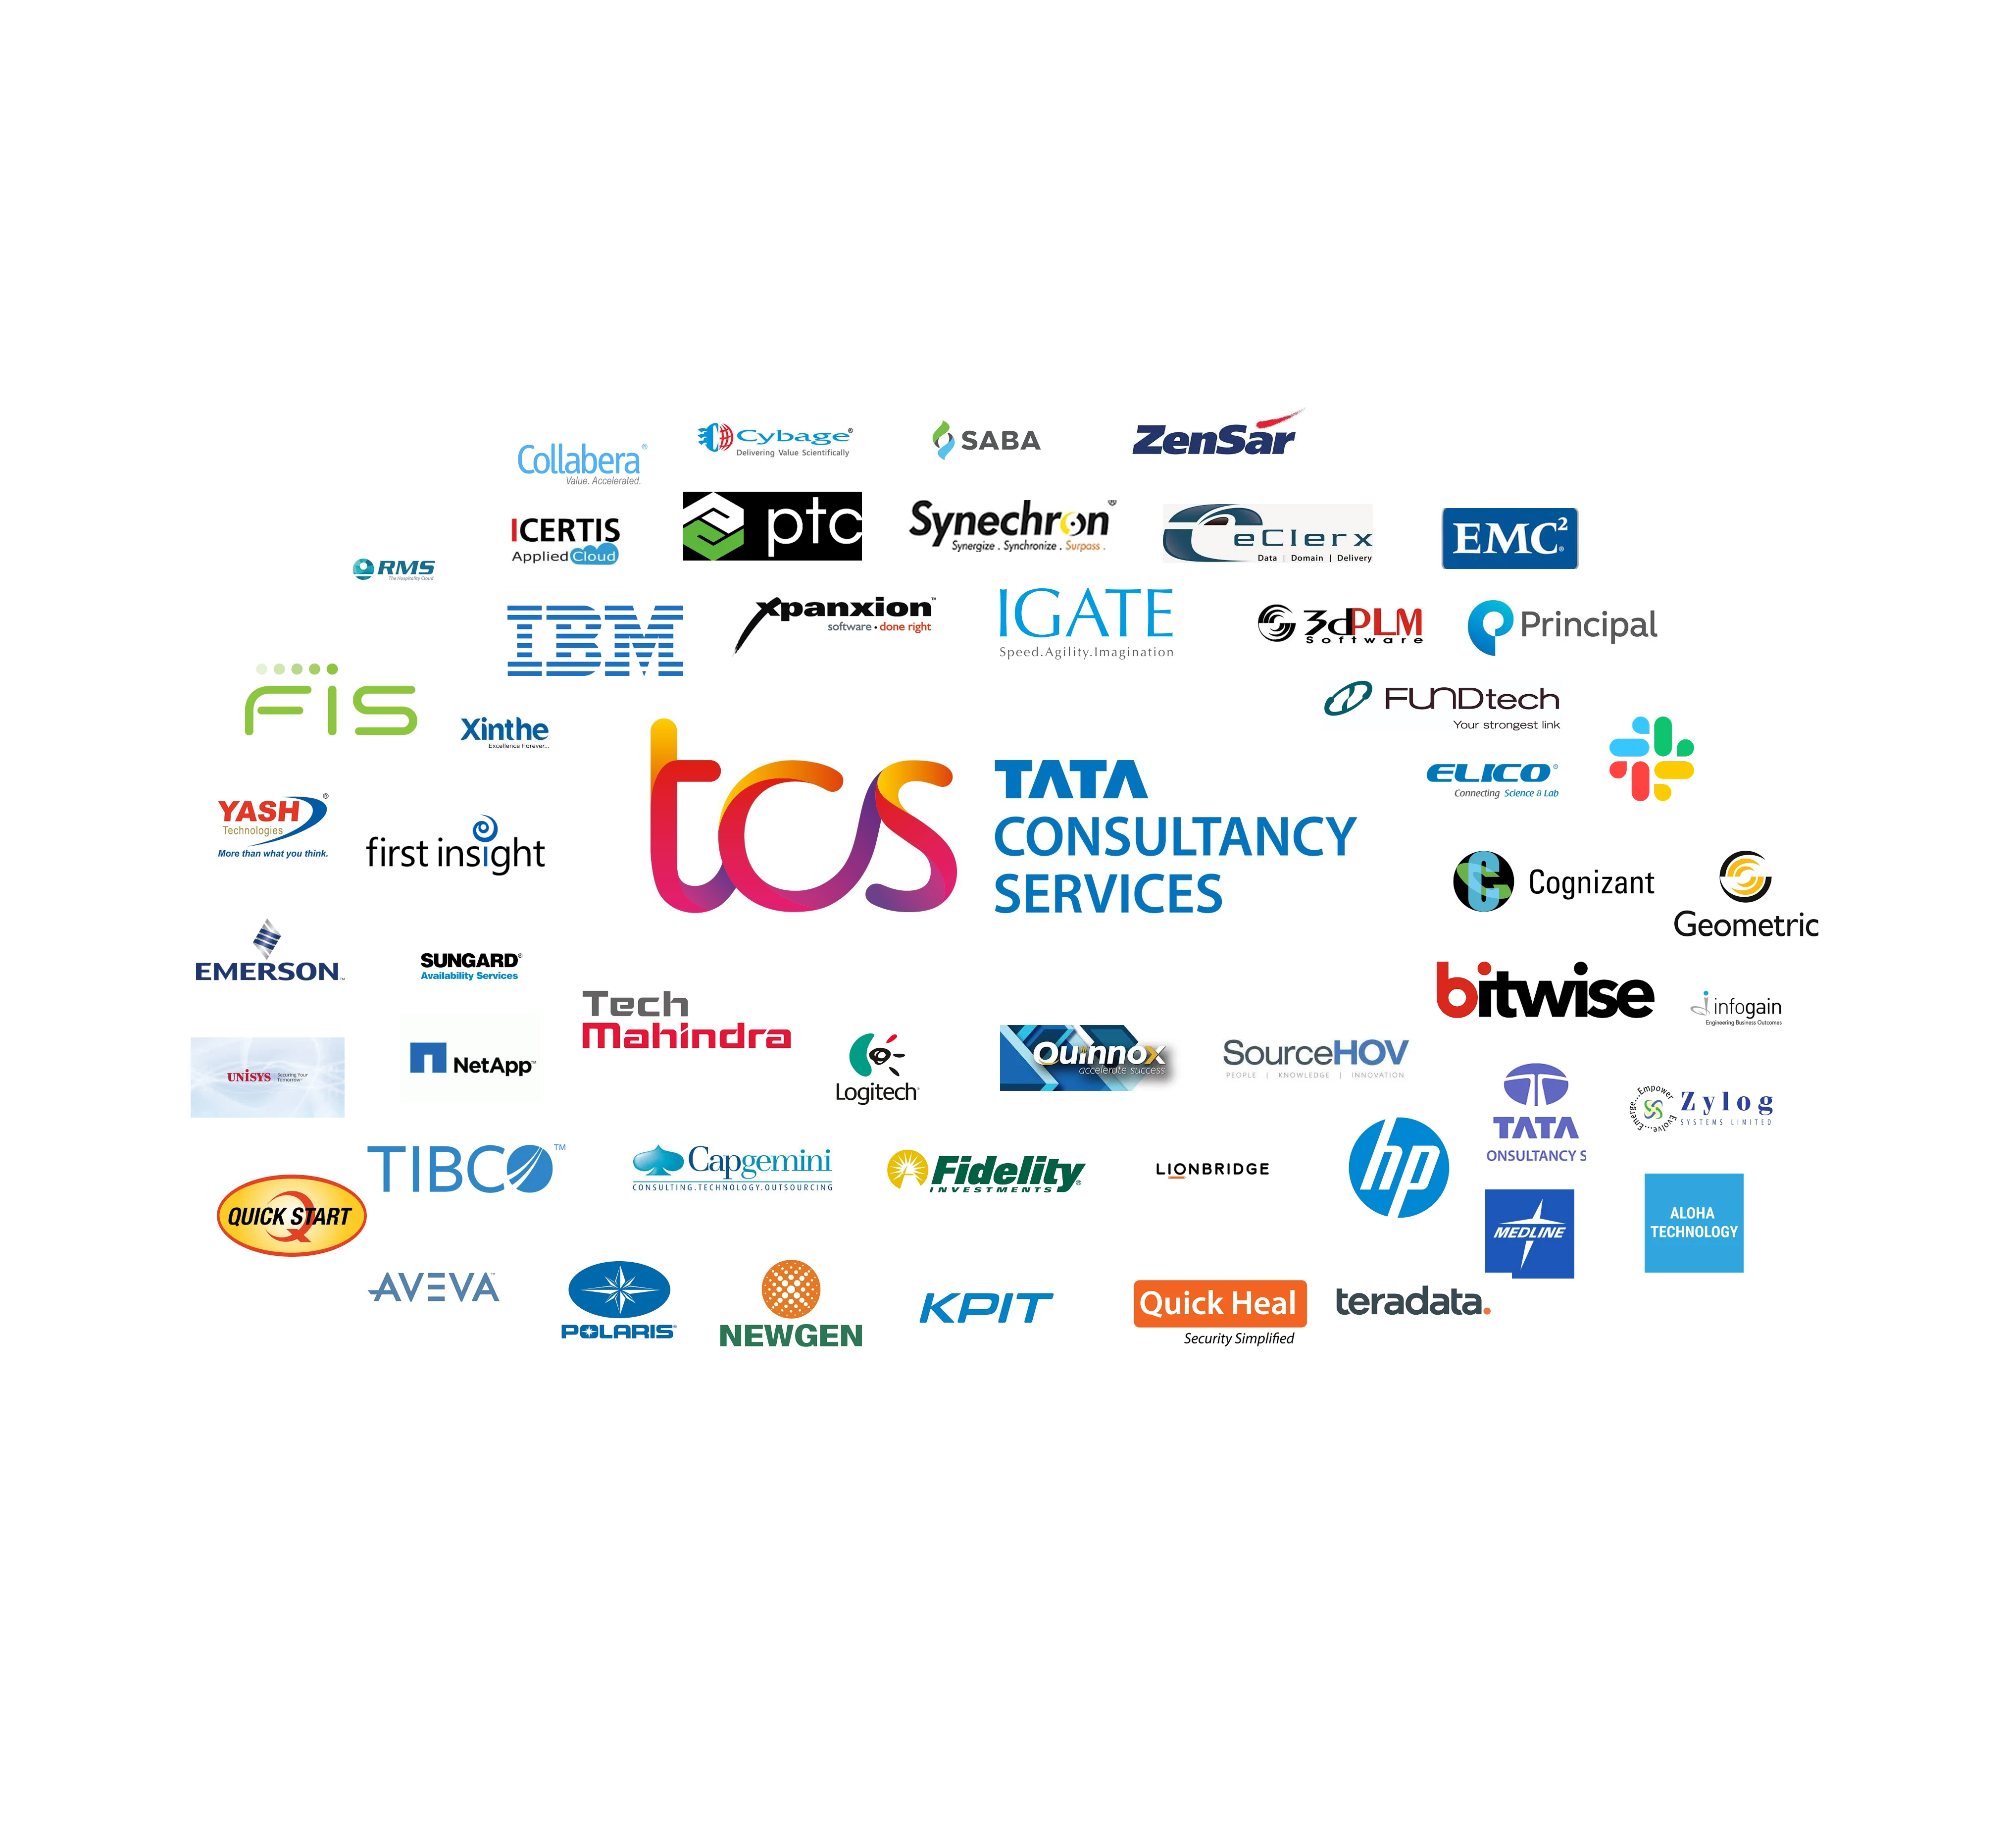 Collabera®
Value. Accelerated.
Cybage®
Delivering Value Scientifically
SABA
ZenSar
ICERTIS
Applied Cloud
ptc
Synechron
Synergize . Synchronize . Surpass .
eClerx
Data | Domain | Delivery
EMC²®
RMS
The Hospitality Cloud
IBM
xpanxion™
software • done right
IGATE
Speed.Agility.Imagination
3dPLM
Software
Principal
FIS
Xinthe
Excellence Forever...
FUNDtech
Your strongest link
tcs
TATA
CONSULTANCY
SERVICES
ELICO®
Connecting Science & Lab
YASH®
Technologies
More than what you think.
first insight
Cognizant
Geometric
EMERSON™
SUNGARD®
Availability Services
Tech
Mahindra
bitwise
infogain
Engineering Business Outcomes
UNISYS | Securing Your
Tomorrow
NetApp™
Logitech
Quinnox
accelerate success
SourceHOV
PEOPLE | KNOWLEDGE | INNOVATION
TATA
ONSULTANCY S
Empower
Evolve...Emerge...
Zylog
SYSTEMS LIMITED
TIBCO™
Capgemini
CONSULTING.TECHNOLOGY.OUTSOURCING
Fidelity
INVESTMENTS®
LIONBRIDGE
hp
QUICK START
MEDLINE
ALOHA
TECHNOLOGY
AVEVA™
POLARIS®
NEWGEN
KPIT
Quick Heal
Security Simplified
teradata.